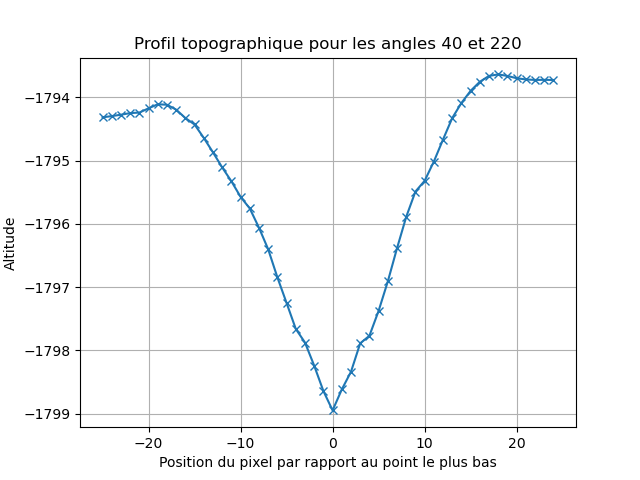 Profil topographique pour les angles 40 et 220
Altitude
−1794
−1795
−1796
−1797
−1798
−1799
−20 −10 0 10 20
Position du pixel par rapport au point le plus bas